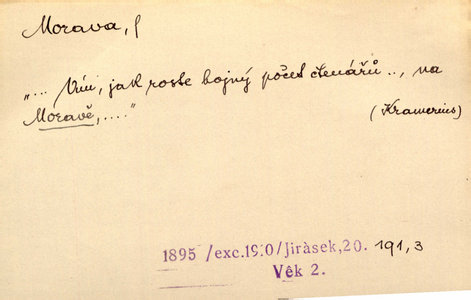 Morava, f
"... Vím, jak roste hojný počet čtenářů .., na
Moravě, ...."
(Kramerius)
1895 /exc.1910/Jirásek,20. 191,3
Věk 2.